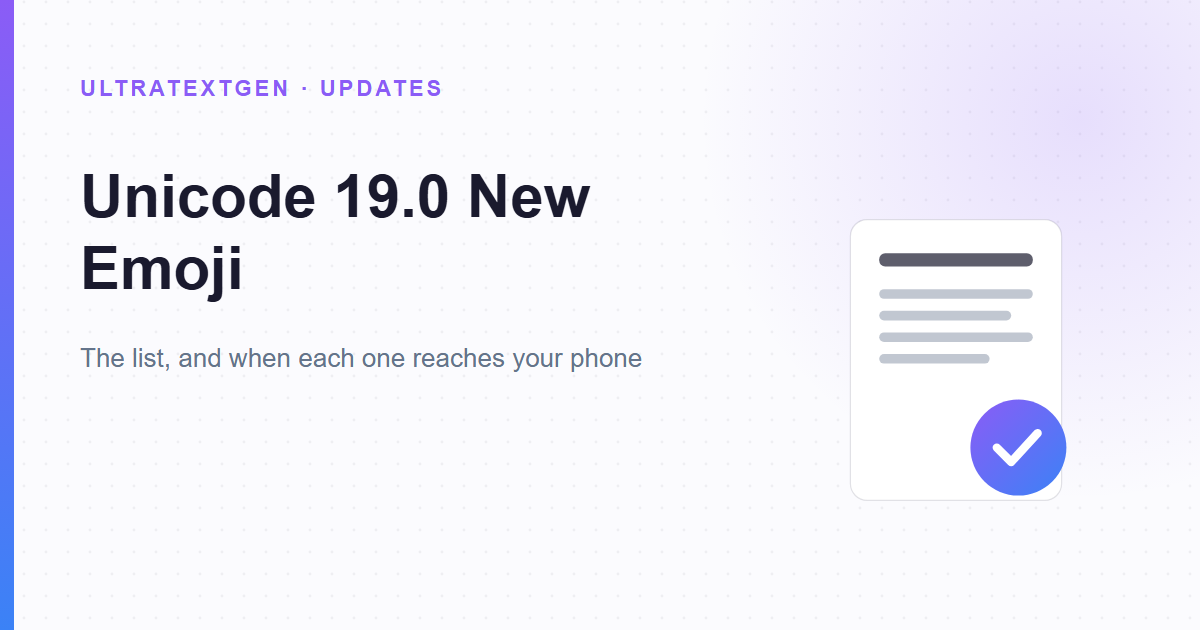 ULTRATEXTGEN · UPDATES
Unicode 19.0 New
Emoji
The list, and when each one reaches your phone